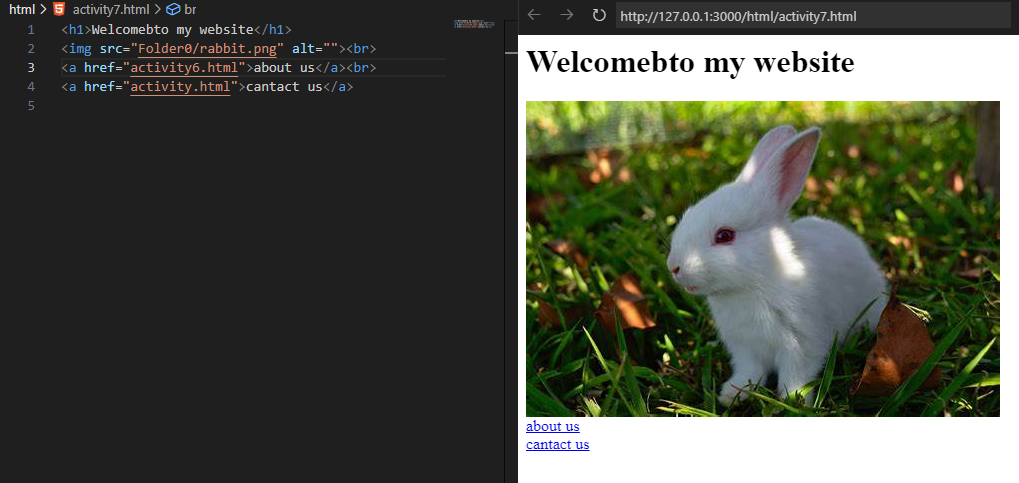 html > activity7.html > br
1 <h1>Welcomebto my website</h1>
2 <img src="Folder0/rabbit.png" alt=""><br>
3 <a href="activity6.html">about us</a><br>
4 <a href="activity.html">cantact us</a>
5
http://127.0.0.1:3000/html/activity7.html
Welcomebto my website
about us
cantact us